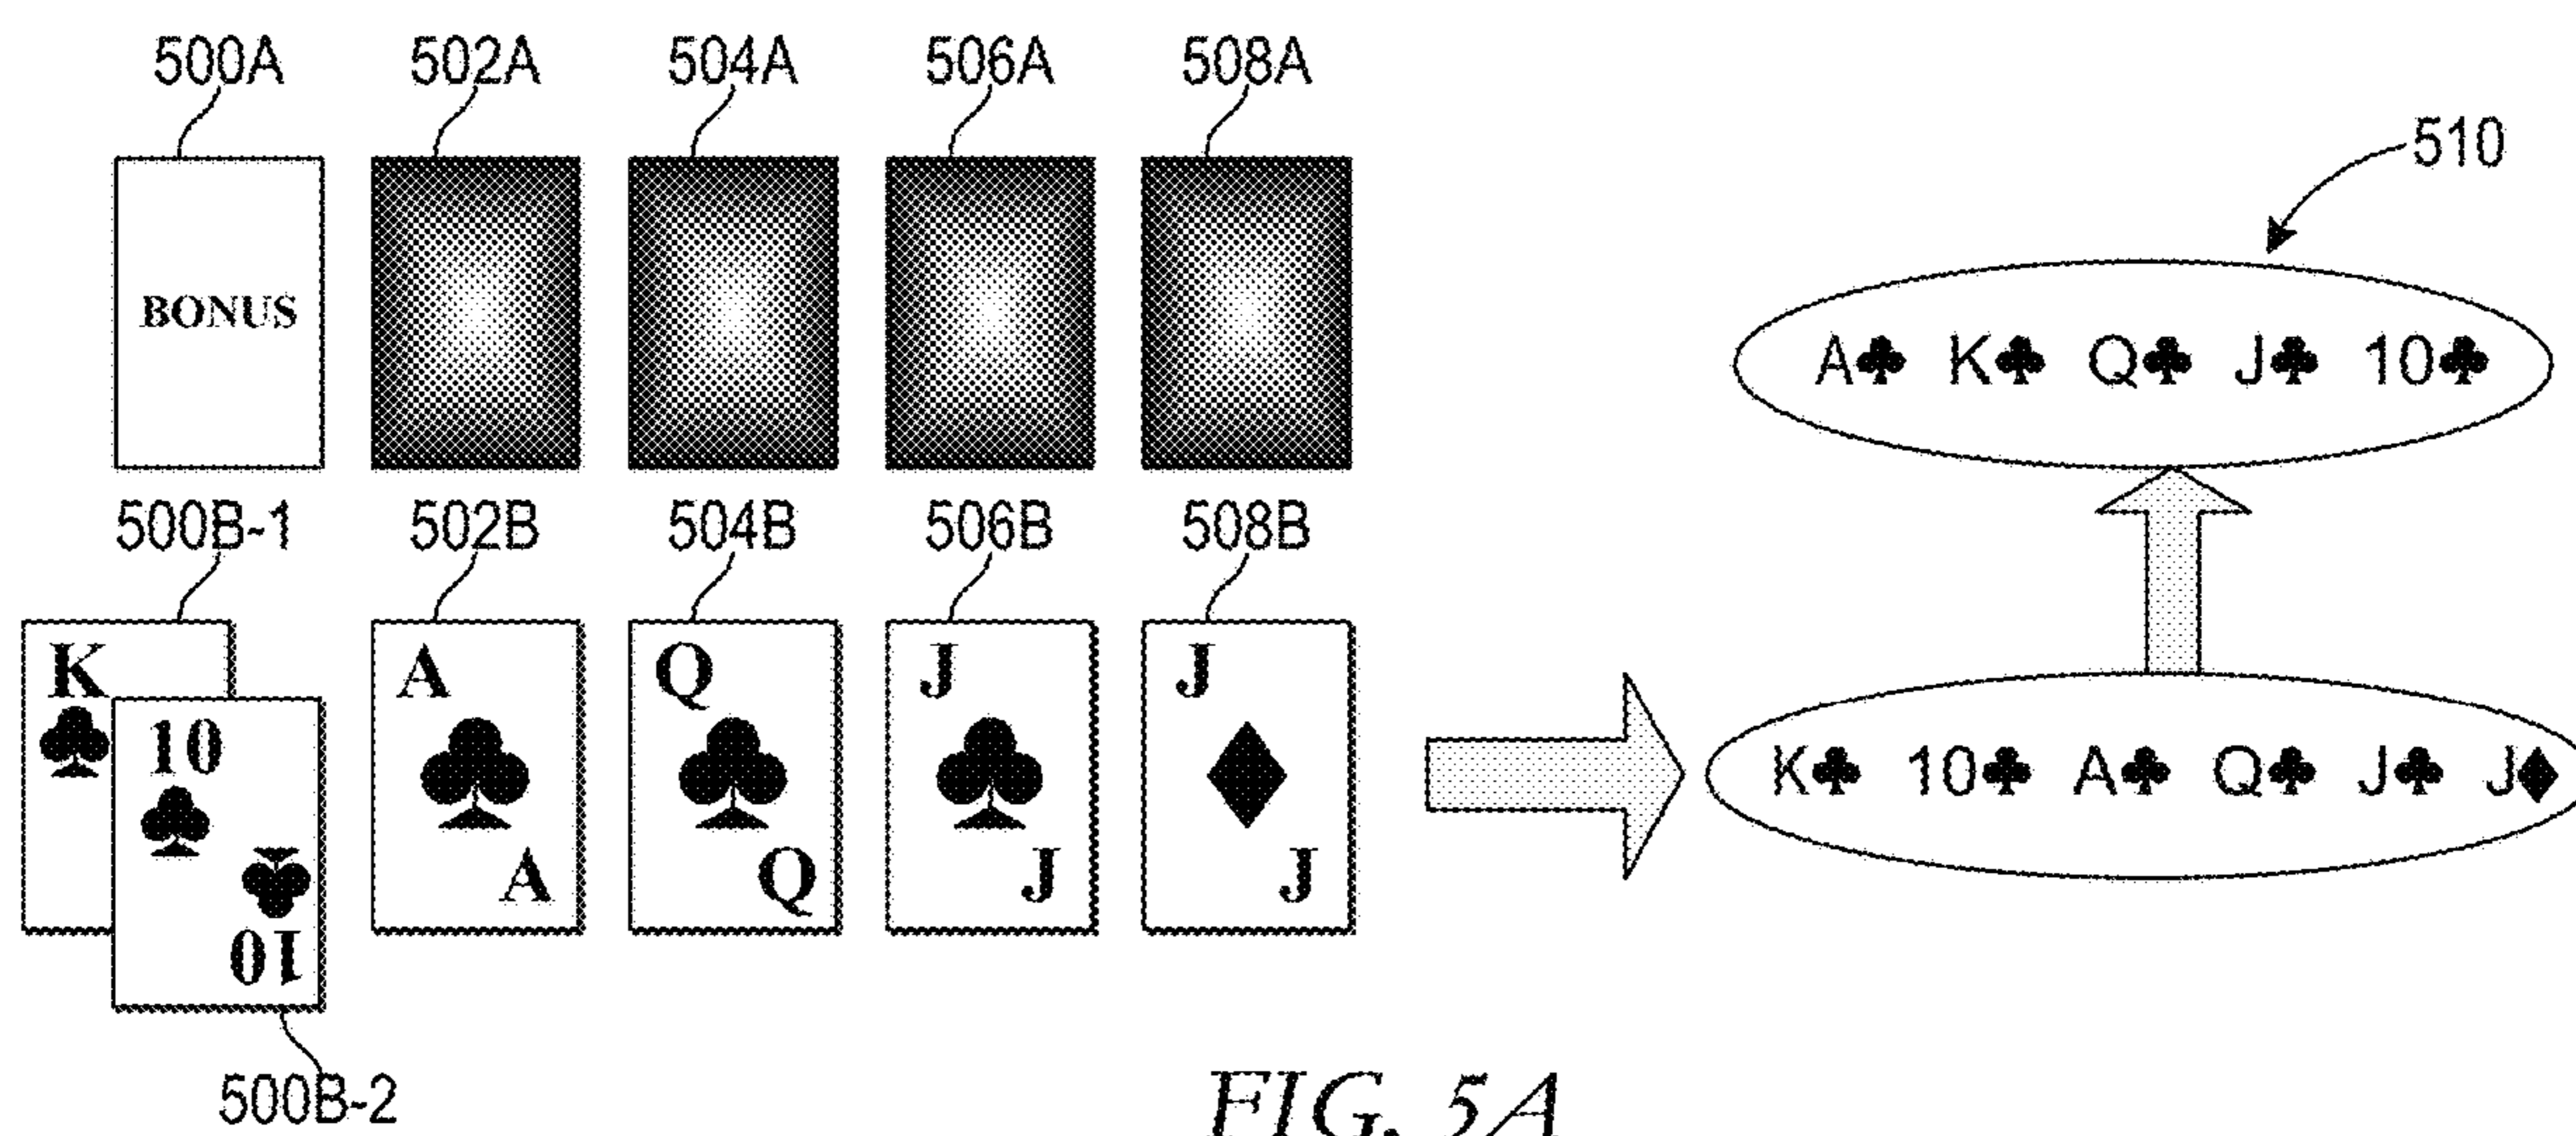 500A 502A 504A 506A 508A
510
BONUS
A♣ K♣ Q♣ J♣ 10♣
500B-1 502B 504B 506B 508B
K♣ A♣ Q♣ J♣ J♦
10♣
K♣ 10♣ A♣ Q♣ J♣ J♦
A Q J J
♣
10
500B-2
FIG. 5A